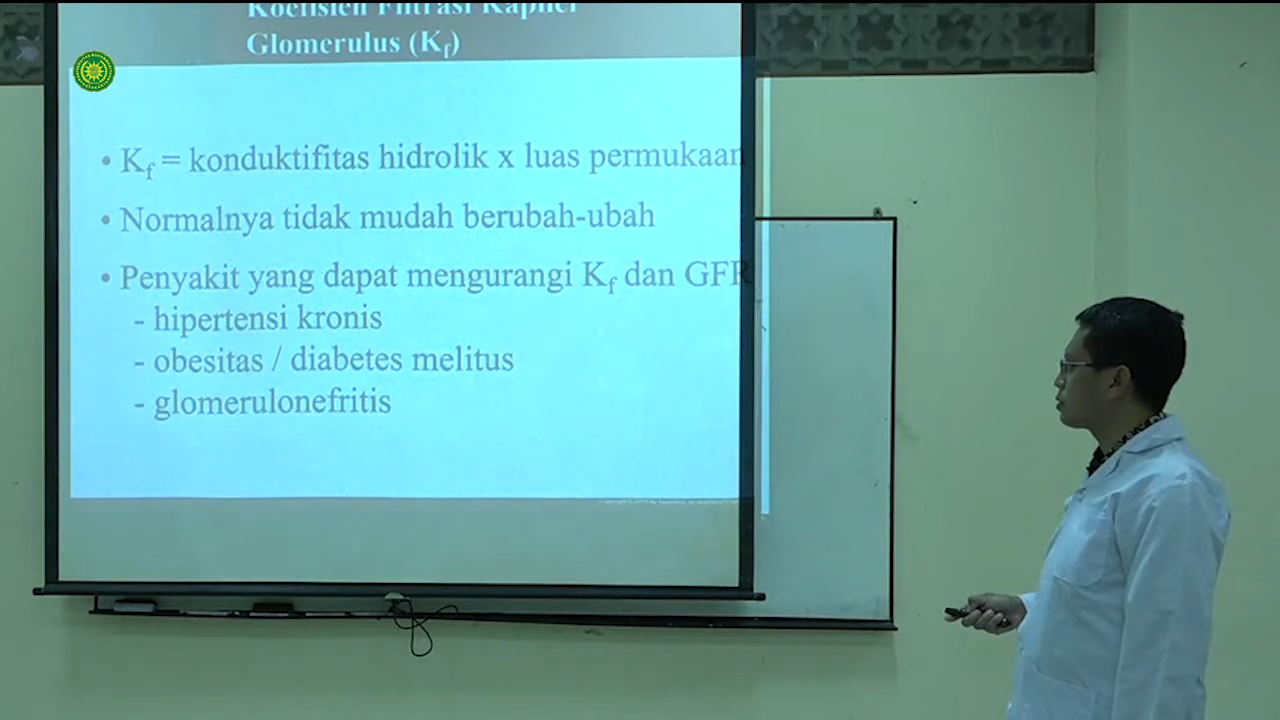 Koefisien Filtrasi Kapiler
Glomerulus (Kf)
• Kf = konduktifitas hidrolik x luas permukaan
• Normalnya tidak mudah berubah-ubah
• Penyakit yang dapat mengurangi Kf dan GFR
- hipertensi kronis
- obesitas / diabetes melitus
- glomerulonefritis